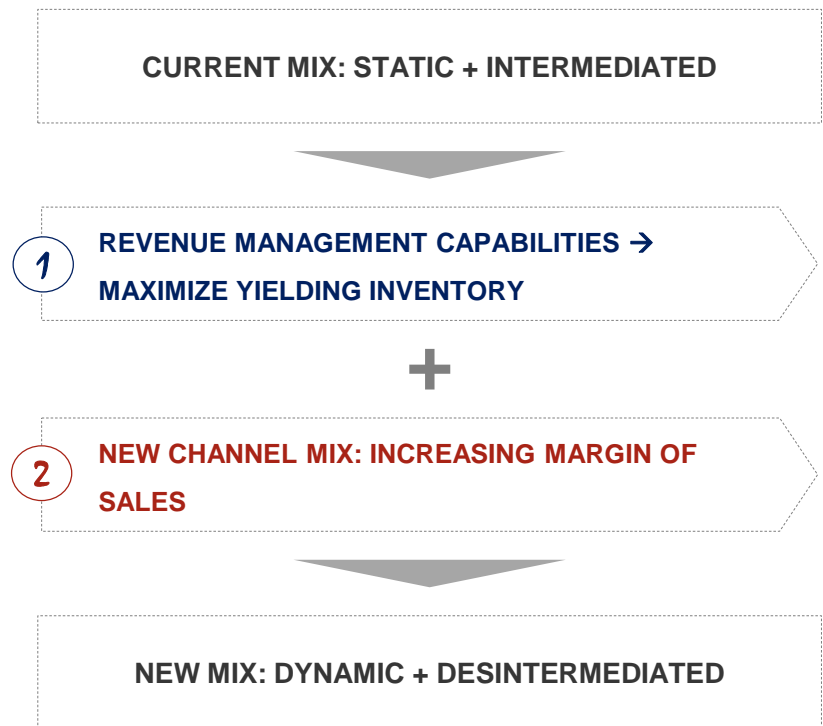 CURRENT MIX: STATIC + INTERMEDIATED
1
REVENUE MANAGEMENT CAPABILITIES →
MAXIMIZE YIELDING INVENTORY
+
2
NEW CHANNEL MIX: INCREASING MARGIN OF
SALES
NEW MIX: DYNAMIC + DESINTERMEDIATED